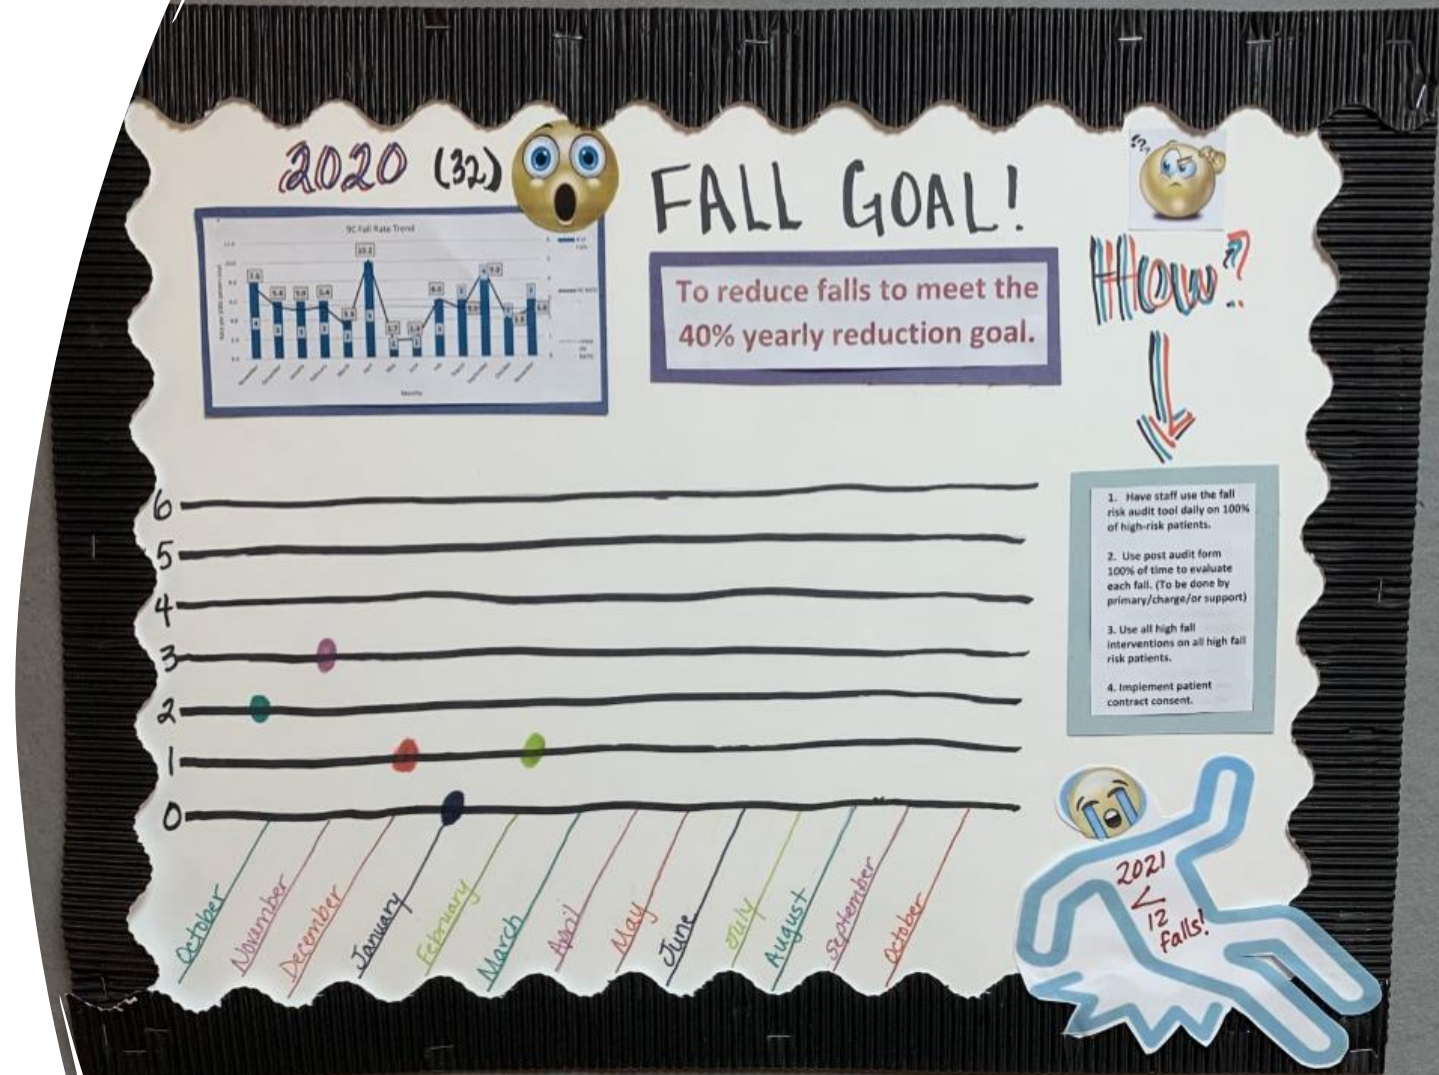 2020 (32)
FALL GOAL!
HHOW?
9C Fall Rate Trend
Months
To reduce falls to meet the
40% yearly reduction goal.
6
5
4
3
2
1
0
October
November
December
January
February
March
April
May
June
July
August
September
October
1. Have staff use the fall
risk audit tool daily on 100%
of high-risk patients.
2. Use post audit form
100% of time to evaluate
each fall. (To be done by
primary/charge/or support)
3. Use all high fall
interventions on all high fall
risk patients.
4. Implement patient
contract consent.
2021
<
12
falls!